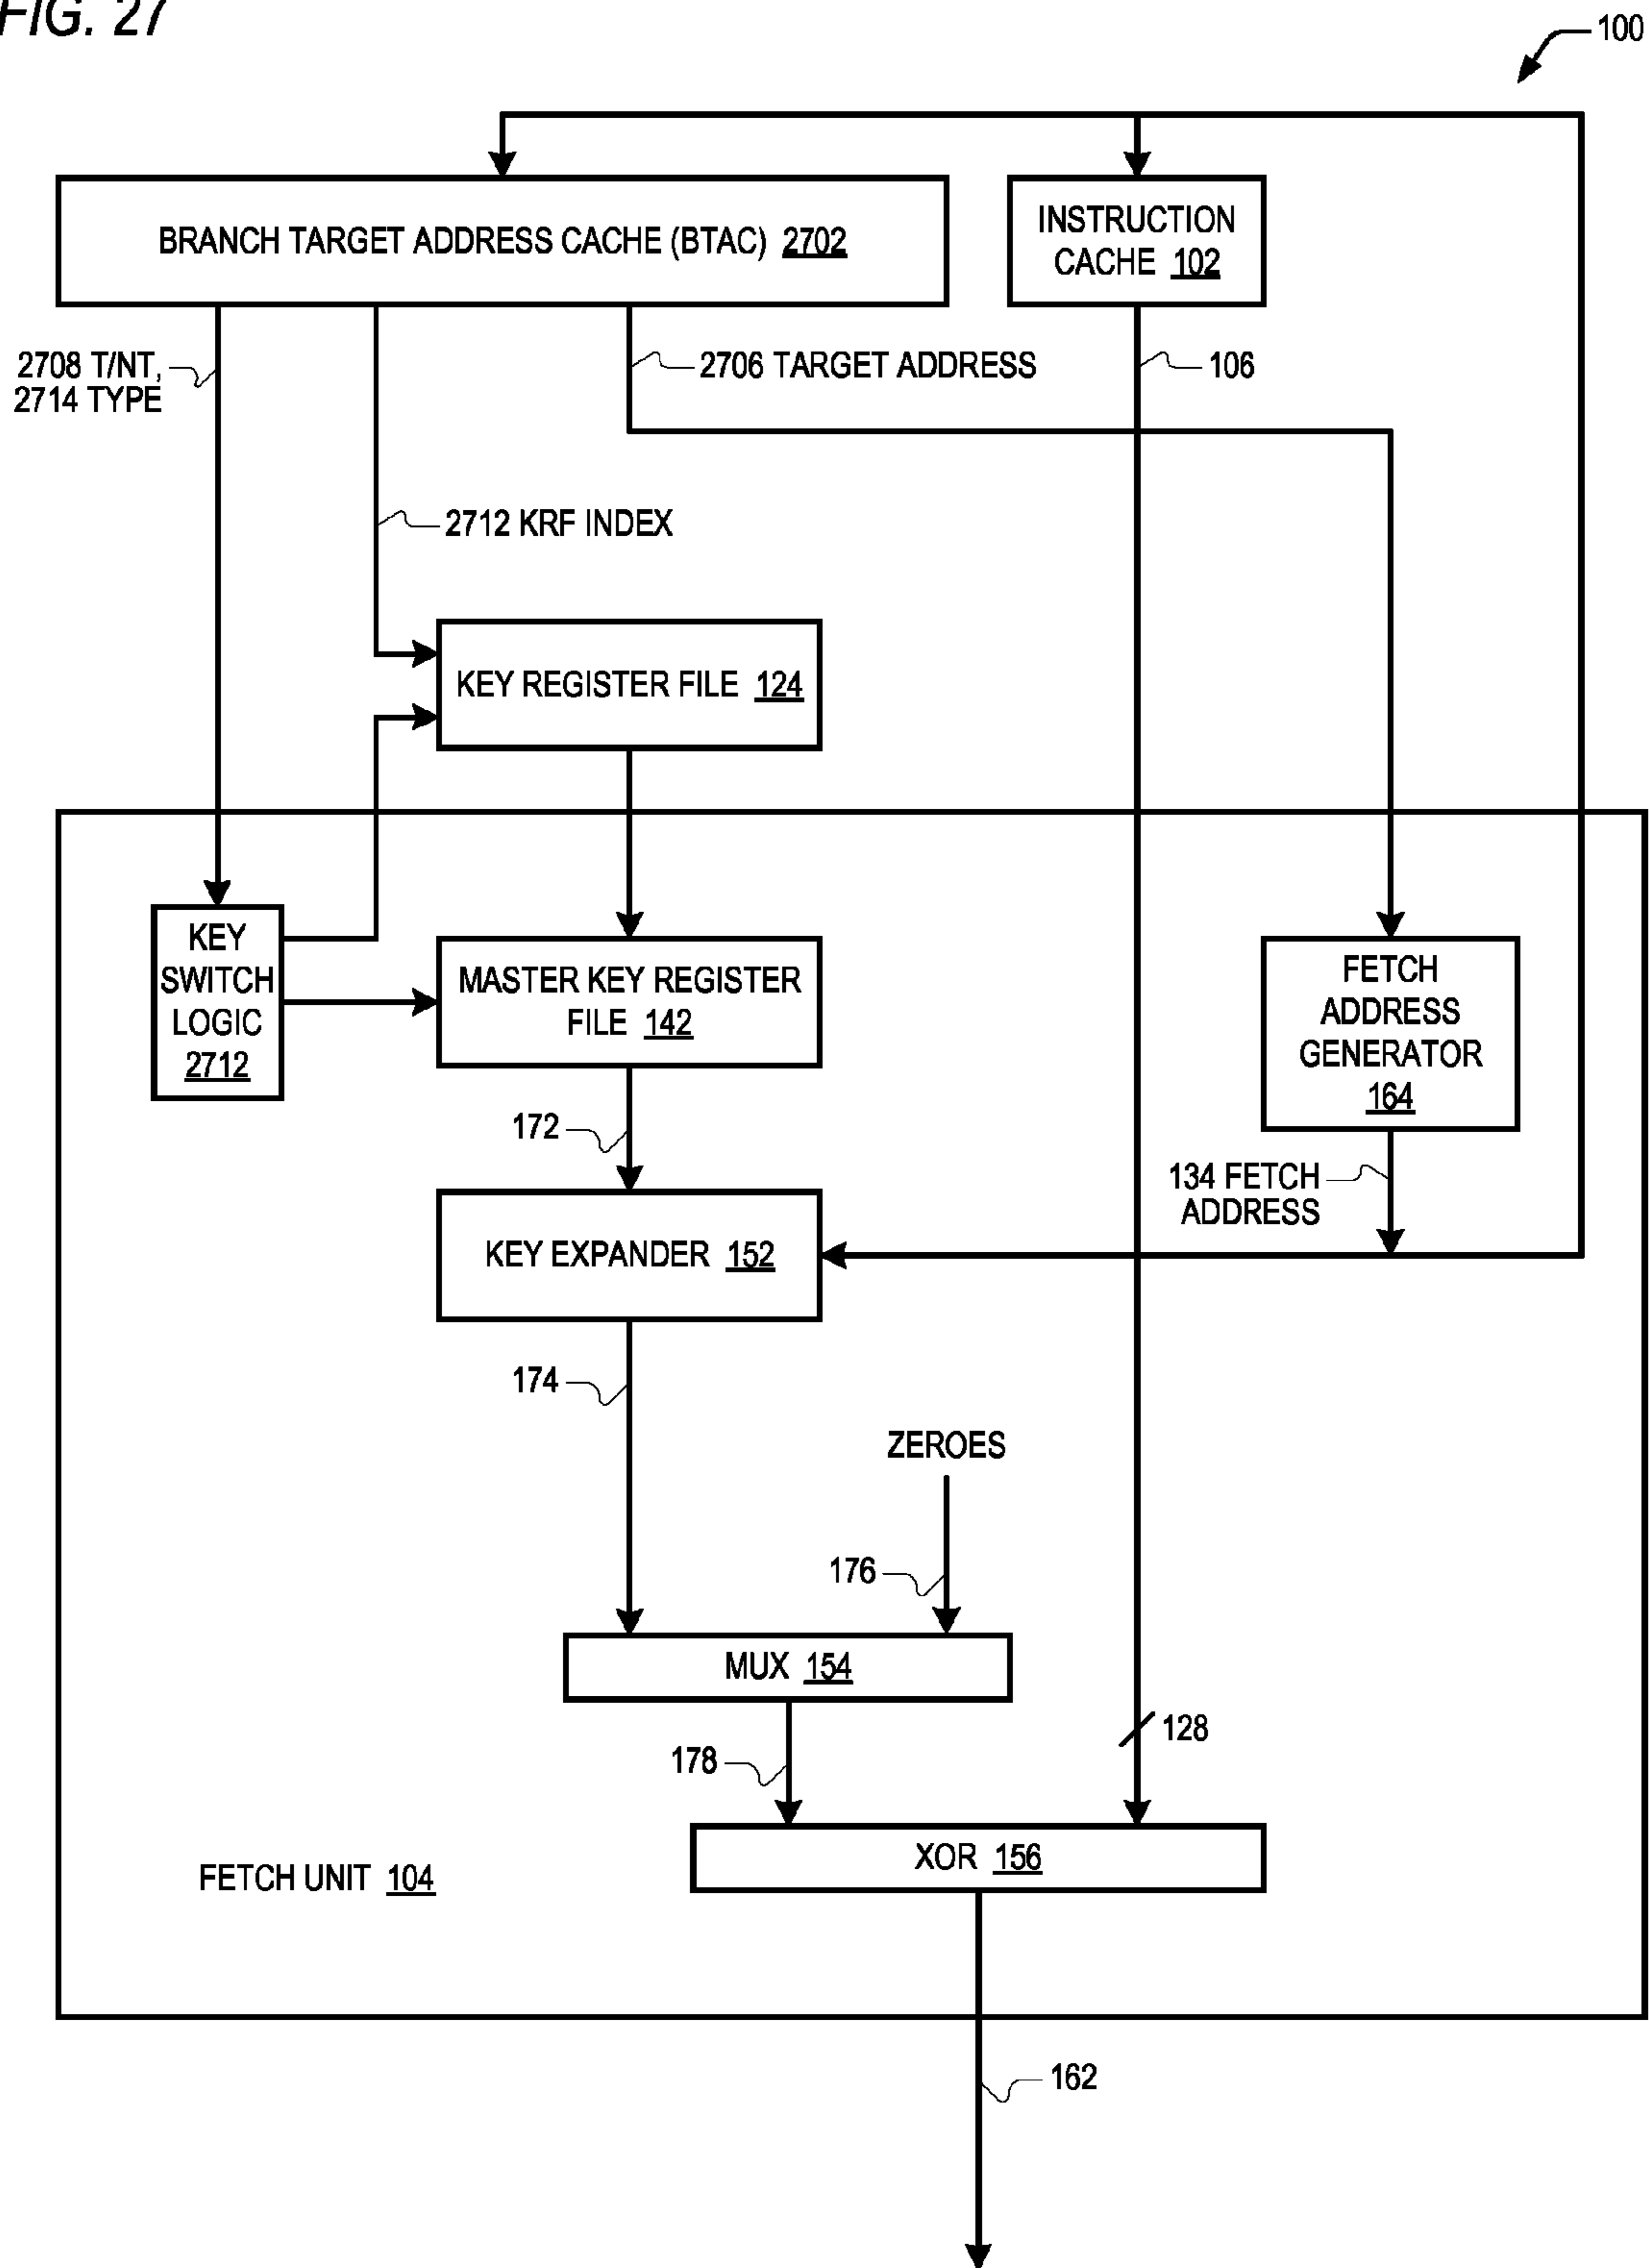 FIG. 27
100
BRANCH TARGET ADDRESS CACHE (BTAC) 2702
INSTRUCTION
CACHE 102
2708 T/NT,
2714 TYPE
2706 TARGET ADDRESS
106
2712 KRF INDEX
KEY REGISTER FILE 124
KEY
SWITCH
LOGIC
2712
MASTER KEY REGISTER
FILE 142
FETCH
ADDRESS
GENERATOR
164
172
134 FETCH
ADDRESS
KEY EXPANDER 152
174
ZEROES
176
MUX 154
128
178
XOR 156
FETCH UNIT 104
162